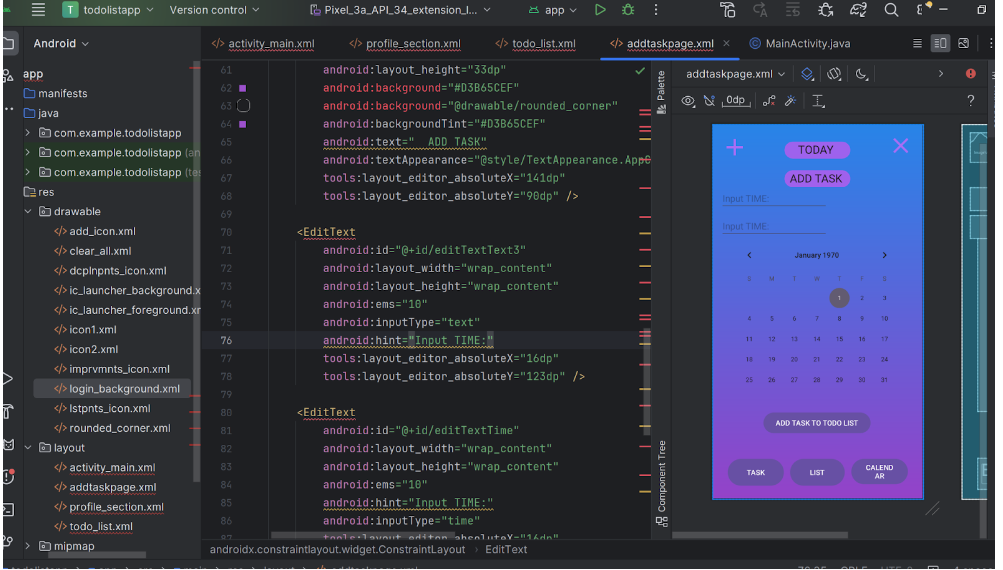 T todolistapp Version control Pixel_3a_API_34_extension_l... app
Android
activity_main.xml profile_section.xml todo_list.xml addtaskpage.xml MainActivity.java
app
manifests
java
com.example.todolistapp
com.example.todolistapp (an
com.example.todolistapp (te
res
drawable
add_icon.xml
clear_all.xml
dcplnpnts_icon.xml
ic_launcher_background.x
ic_launcher_foreground.xr
icon1.xml
icon2.xml
imprvmnts_icon.xml
login_background.xml
lstpnts_icon.xml
rounded_corner.xml
layout
activity_main.xml
addtaskpage.xml
profile_section.xml
todo_list.xml
mipmap
61 android:layout_height="33dp"
62 android:background="#D3B65CEF"
63 android:background="@drawable/rounded_corner"
64 android:backgroundTint="#D3B65CEF"
65 android:text="  ADD TASK"
66 android:textAppearance="@style/TextAppearance.AppC
67 tools:layout_editor_absoluteX="141dp"
68 tools:layout_editor_absoluteY="90dp" />
69
70 <EditText
71 android:id="@+id/editTextText3"
72 android:layout_width="wrap_content"
73 android:layout_height="wrap_content"
74 android:ems="10"
75 android:inputType="text"
76 android:hint="Input TIME:"
77 tools:layout_editor_absoluteX="16dp"
78 tools:layout_editor_absoluteY="123dp" />
79
80 <EditText
81 android:id="@+id/editTextTime"
82 android:layout_width="wrap_content"
83 android:layout_height="wrap_content"
84 android:ems="10"
85 android:hint="Input TIME:"
86 android:inputType="time"
87 tools:layout_editor_absoluteX="16dp"
androidx.constraintlayout.widget.ConstraintLayout EditText
Palette
Component Tree
addtaskpage.xml
0dp
?
TODAY
ADD TASK
Input TIME:
Input TIME:
January 1970
S M T W T F S
1 2 3
4 5 6 7 8 9 10
11 12 13 14 15 16 17
18 19 20 21 22 23 24
25 26 27 28 29 30 31
ADD TASK TO TODO LIST
TASK LIST CALEND
AR